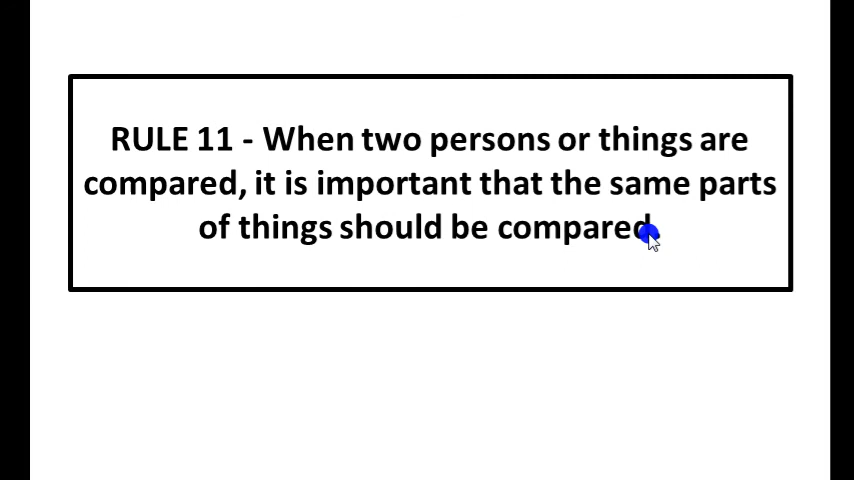 RULE 11 - When two persons or things are
compared, it is important that the same parts
of things should be compared.